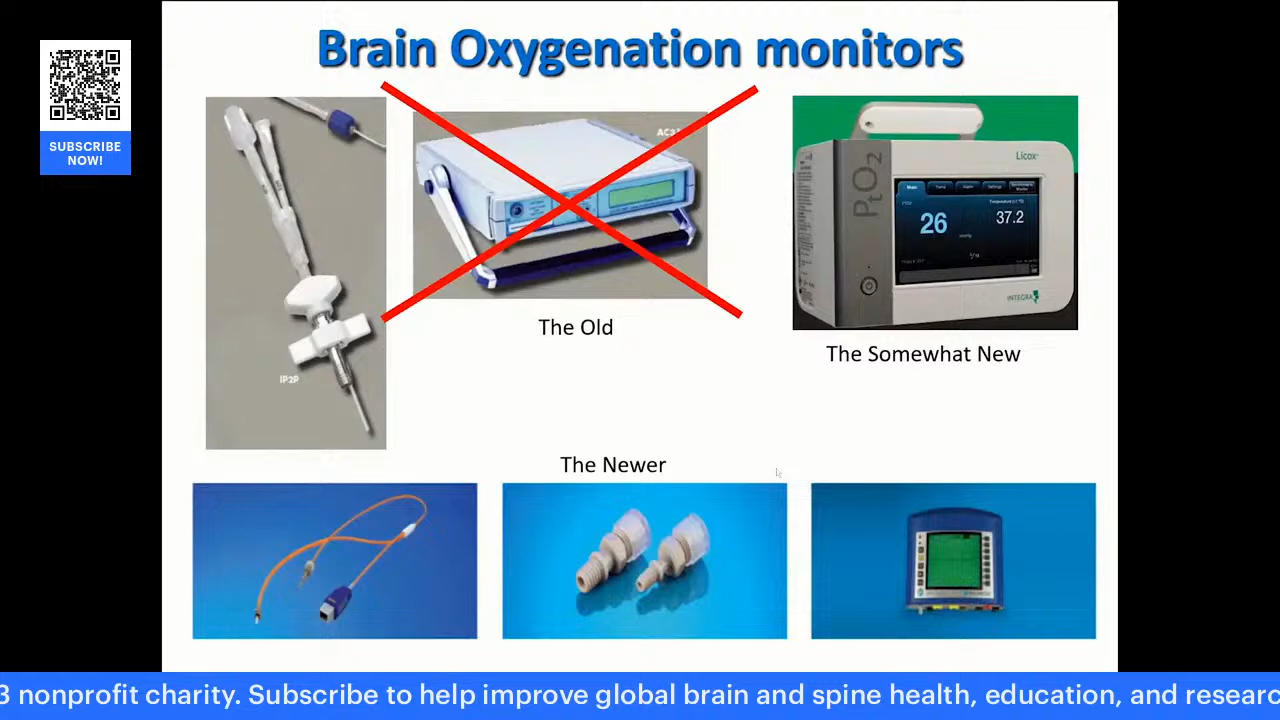 Brain Oxygenation monitors
SUBSCRIBE
NOW!
IP2P
The Old
PtO2
Licox
26
37.2
INTEGRA
The Somewhat New
The Newer
3 nonprofit charity. Subscribe to help improve global brain and spine health, education, and researc